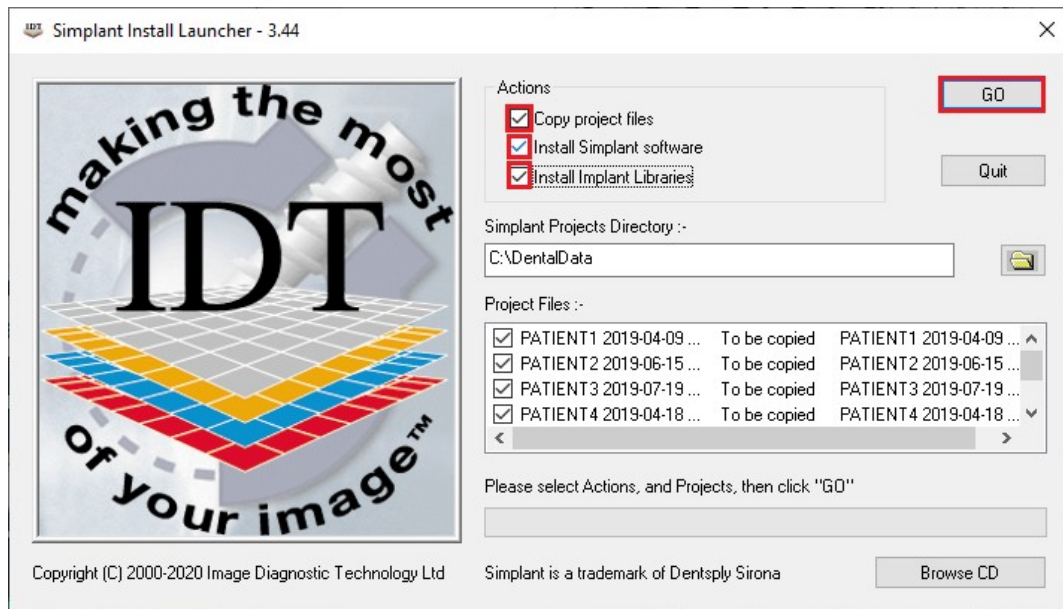 IDT Simplant Install Launcher - 3.44
making the most
IDT
of your image™
Actions
Copy project files
Install Simplant software
Install Implant Libraries
GO
Quit
Simplant Projects Directory :-
C:\DentalData
Project Files :-
PATIENT1 2019-04-09 ... To be copied PATIENT1 2019-04-09 ...
PATIENT2 2019-06-15 ... To be copied PATIENT2 2019-06-15 ...
PATIENT3 2019-07-19 ... To be copied PATIENT3 2019-07-19 ...
PATIENT4 2019-04-18 ... To be copied PATIENT4 2019-04-18 ...
Please select Actions, and Projects, then click "GO"
Copyright (C) 2000-2020 Image Diagnostic Technology Ltd
Simplant is a trademark of Dentsply Sirona
Browse CD